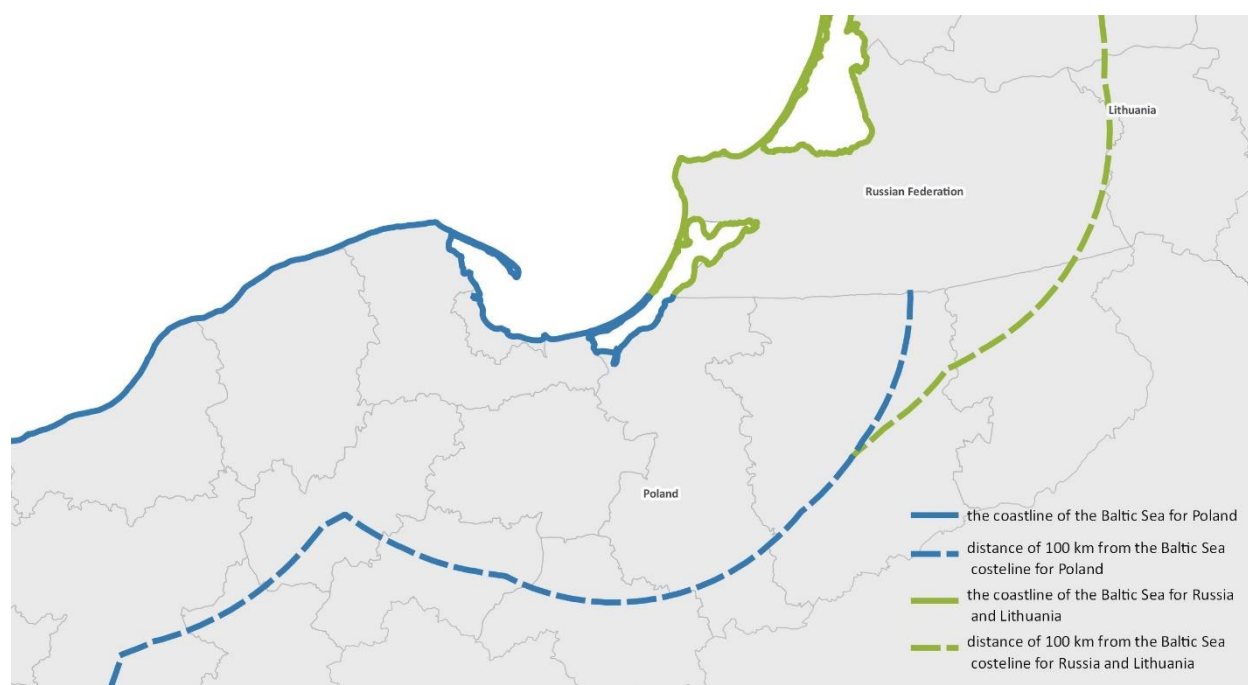 Lithuania
Russian Federation
Poland
the coastline of the Baltic Sea for Poland
distance of 100 km from the Baltic Sea
costeline for Poland
the coastline of the Baltic Sea for Russia
and Lithuania
distance of 100 km from the Baltic Sea
costeline for Russia and Lithuania